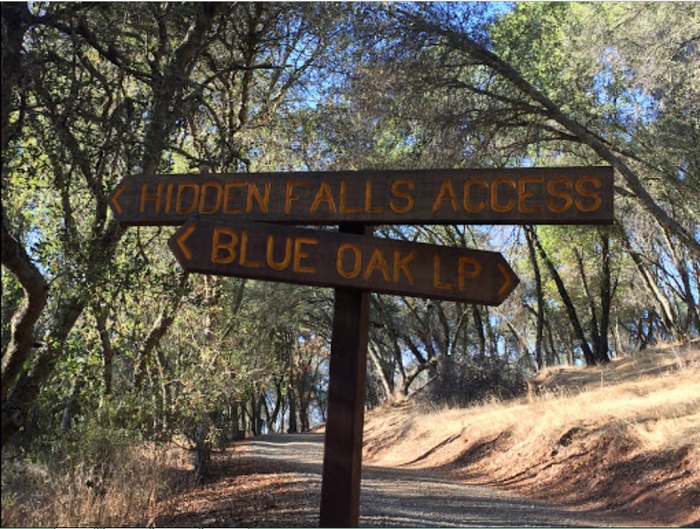 < HIDDEN FALLS ACCESS
< BLUE OAK LP >